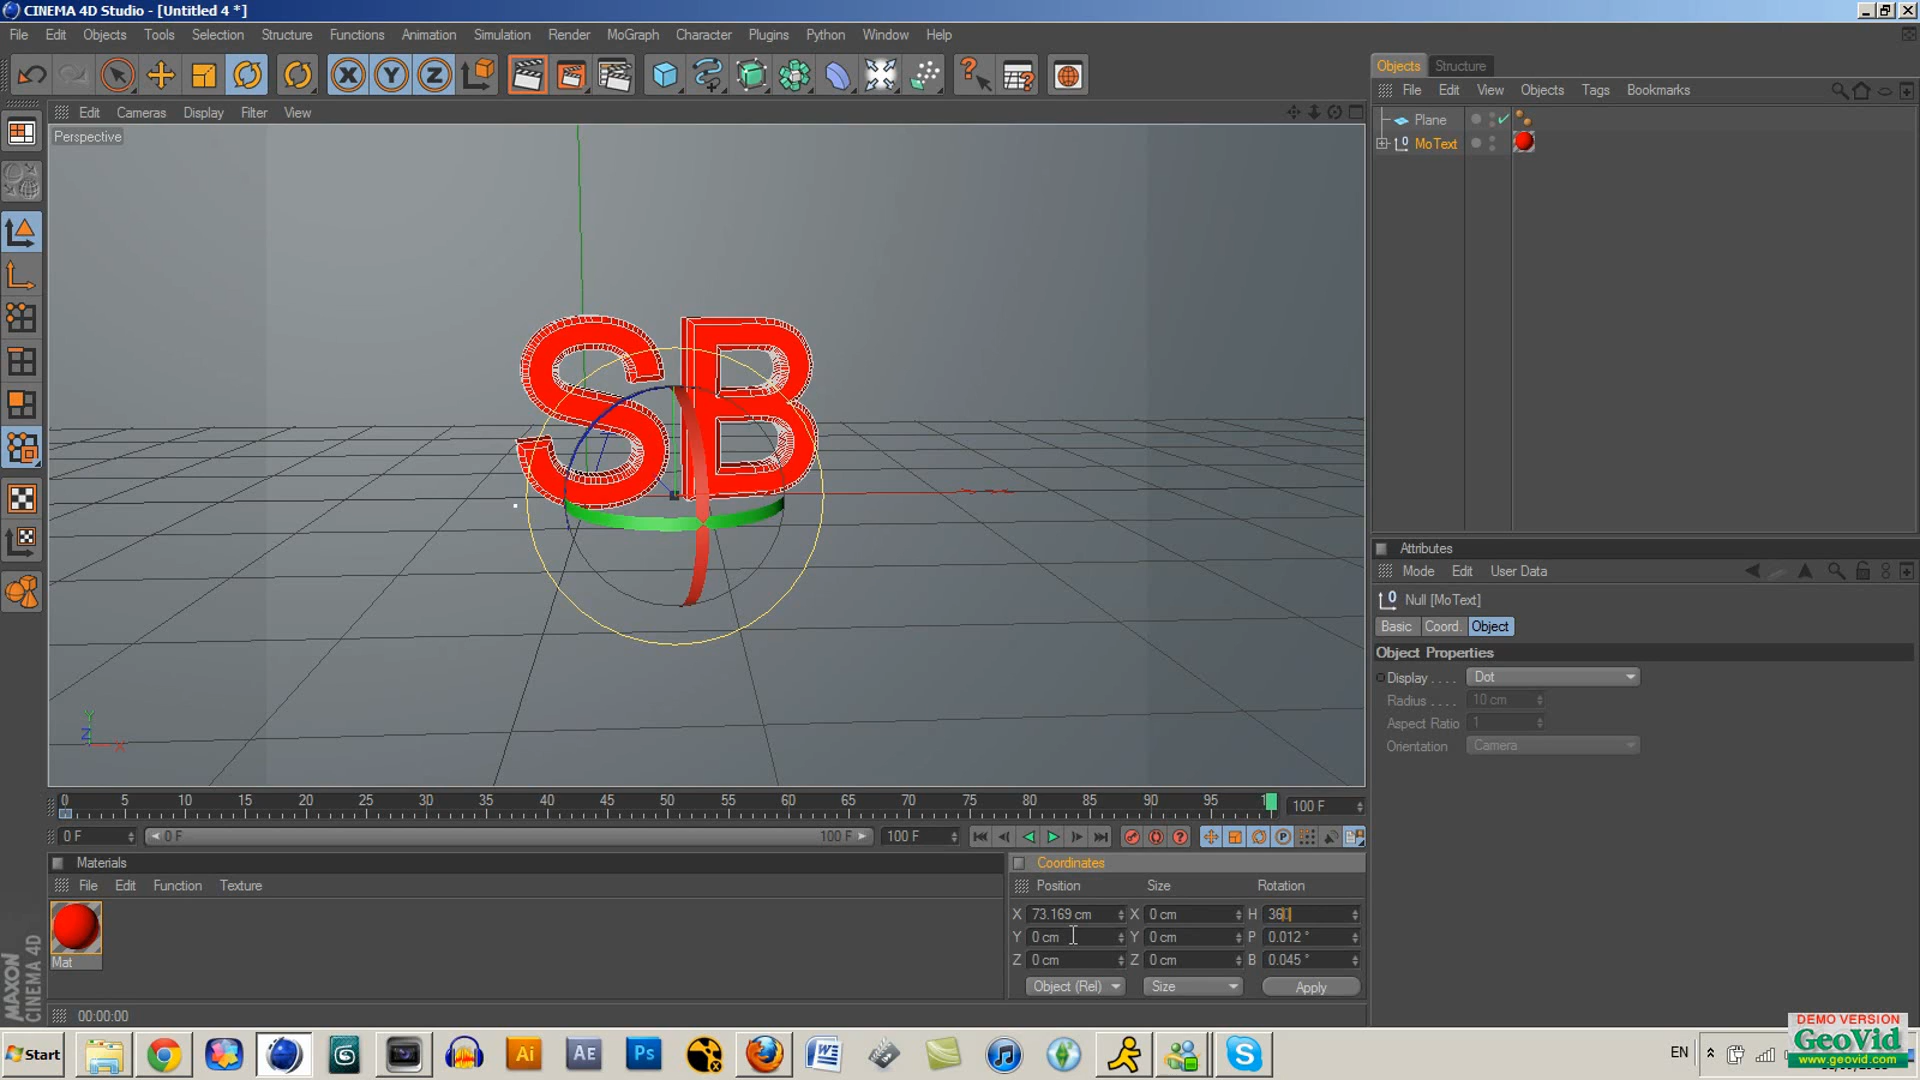 CINEMA 4D Studio - [Untitled 4 *]
File Edit Objects Tools Selection Structure Functions Animation Simulation Render MoGraph Character Plugins Python Window Help
X Y Z
Objects Structure
File Edit View Objects Tags Bookmarks
Edit Cameras Display Filter View
Perspective
Plane
0 MoText
SB
Attributes
Mode Edit User Data
0 Null [MoText]
Basic Coord. Object
Object Properties
Display . . . . Dot
Radius . . . . 10 cm
Aspect Ratio 1
Orientation Camera
Y
Z
X
0 5 10 15 20 25 30 35 40 45 50 55 60 65 70 75 80 85 90 95 100 F
0 F 0 F 100 F 100 F
Materials
File Edit Function Texture
Mat
Coordinates
Position Size Rotation
X 73.169 cm X 0 cm H 360
Y 0 cm Y 0 cm P 0.012 °
Z 0 cm Z 0 cm B 0.045 °
Object (Rel) Size Apply
MAXON
CINEMA 4D
00:00:00
Start
Ai AE Ps
EN
DEMO VERSION
GeoVid
www.geovid.com